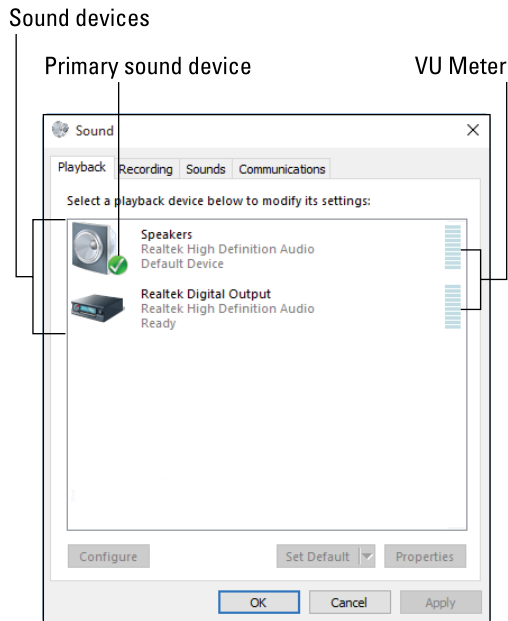 Sound devices
Primary sound device
VU Meter
Sound
Playback Recording Sounds Communications
Select a playback device below to modify its settings:
Speakers
Realtek High Definition Audio
Default Device
Realtek Digital Output
Realtek High Definition Audio
Ready
Configure Set Default Properties
OK Cancel Apply